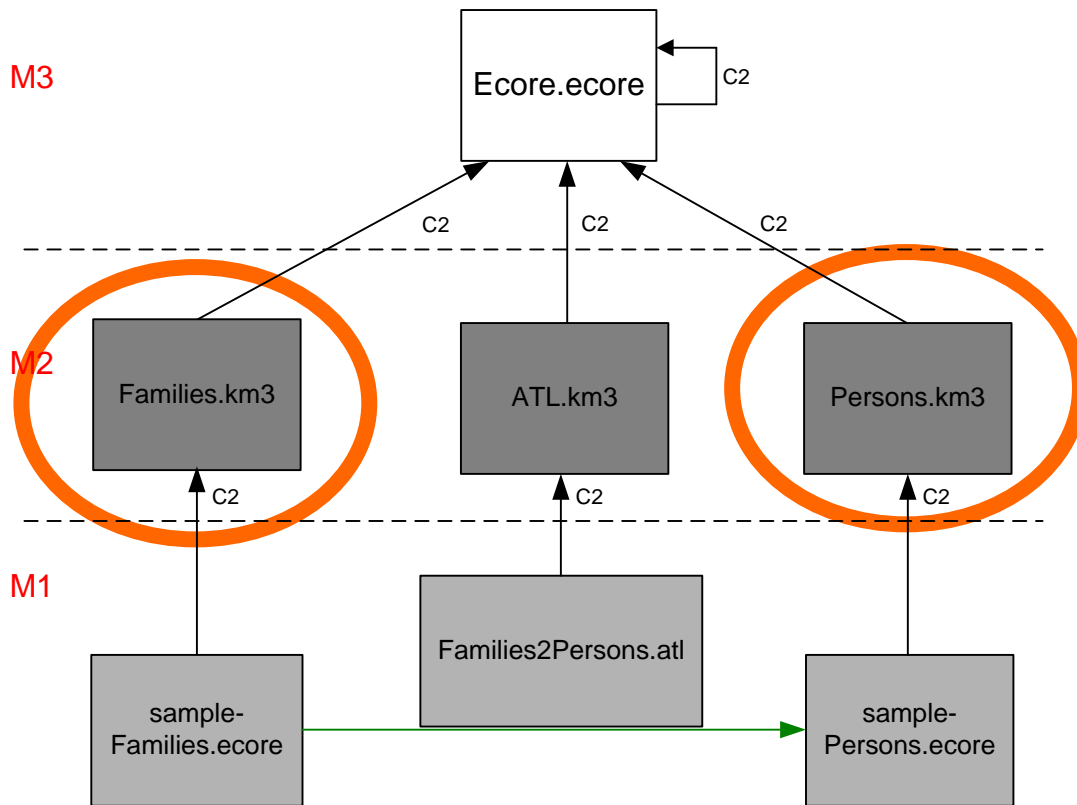 M3
Ecore.ecore
C2
C2
C2
C2
M2
Families.km3
ATL.km3
Persons.km3
C2
C2
C2
M1
Families2Persons.atl
sample-
Families.ecore
sample-
Persons.ecore